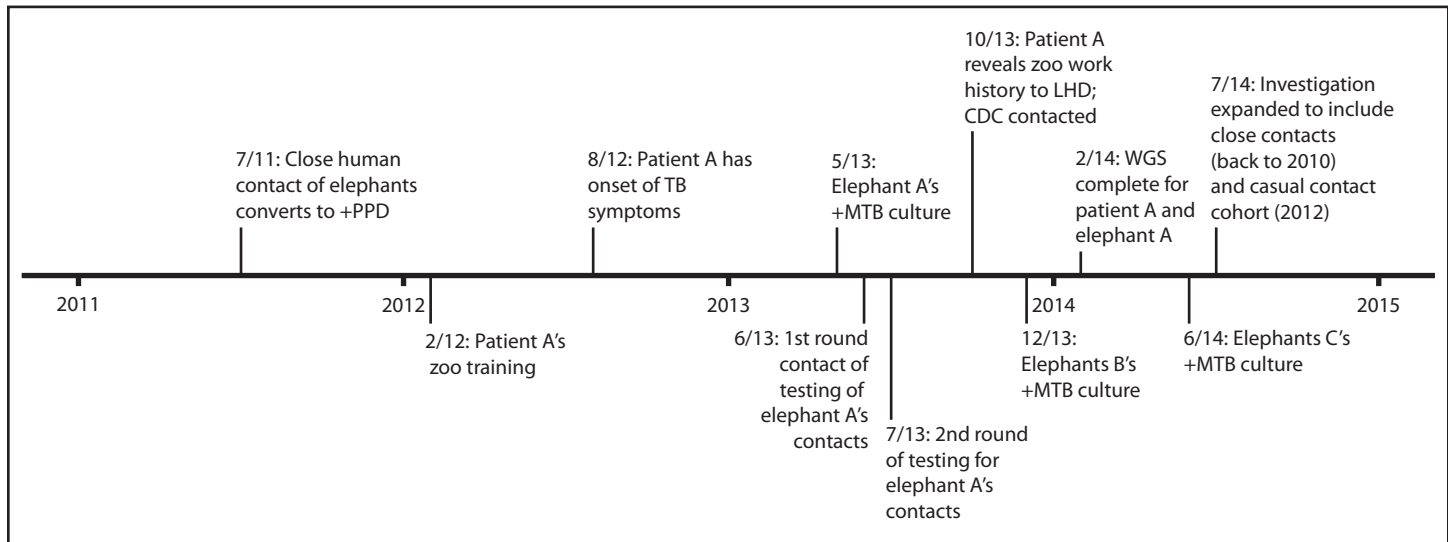 7/11: Close human
contact of elephants
converts to +PPD
8/12: Patient A has
onset of TB
symptoms
5/13:
Elephant A's
+MTB culture
10/13: Patient A
reveals zoo work
history to LHD;
CDC contacted
2/14: WGS
complete for
patient A and
elephant A
7/14: Investigation
expanded to include
close contacts
(back to 2010)
and casual contact
cohort (2012)
2011
2012
2013
2014
2015
2/12: Patient A's
zoo training
6/13: 1st round
contact of
testing of
elephant A's
contacts
7/13: 2nd round
of testing for
elephant A's
contacts
12/13:
Elephants B's
+MTB culture
6/14: Elephants C's
+MTB culture